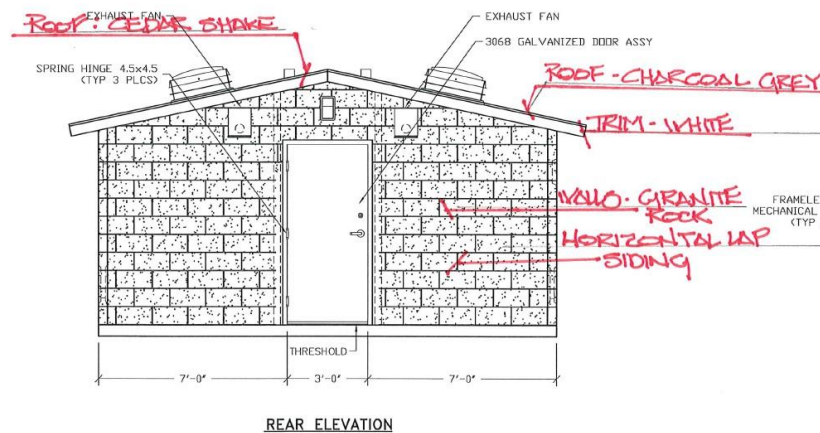 EXHAUST FAN
ROOF: CEDAR SHAKE
SPRING HINGE 4.5x4.5
(TYP 3 PLCS)
EXHAUST FAN
3068 GALVANIZED DOOR ASSY
ROOF - CHARCOAL GREY
TRIM - WHITE
WALLS - GRANITE
ROCK
FRAMELE
MECHANICAL
(TYP
HORIZONTAL LAP
SIDING
THRESHOLD
7'-0"
3'-0"
7'-0"
REAR ELEVATION